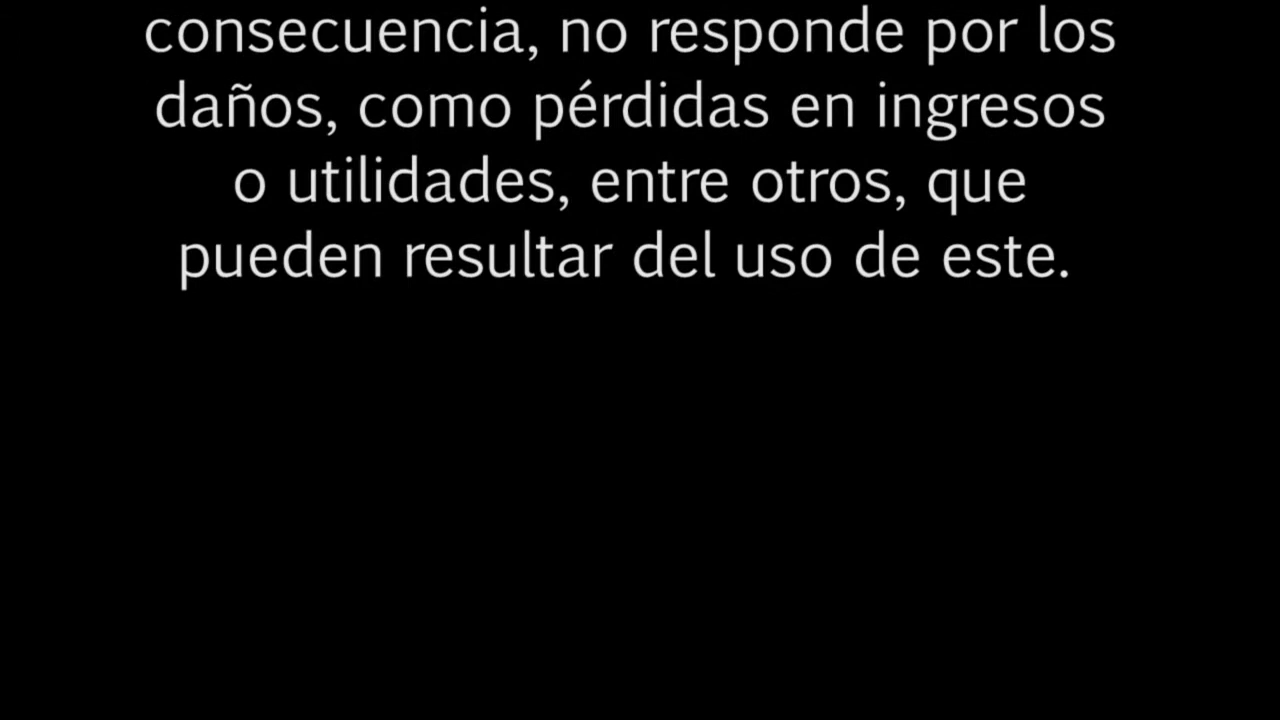 consecuencia, no responde por los
daños, como pérdidas en ingresos
o utilidades, entre otros, que
pueden resultar del uso de este.